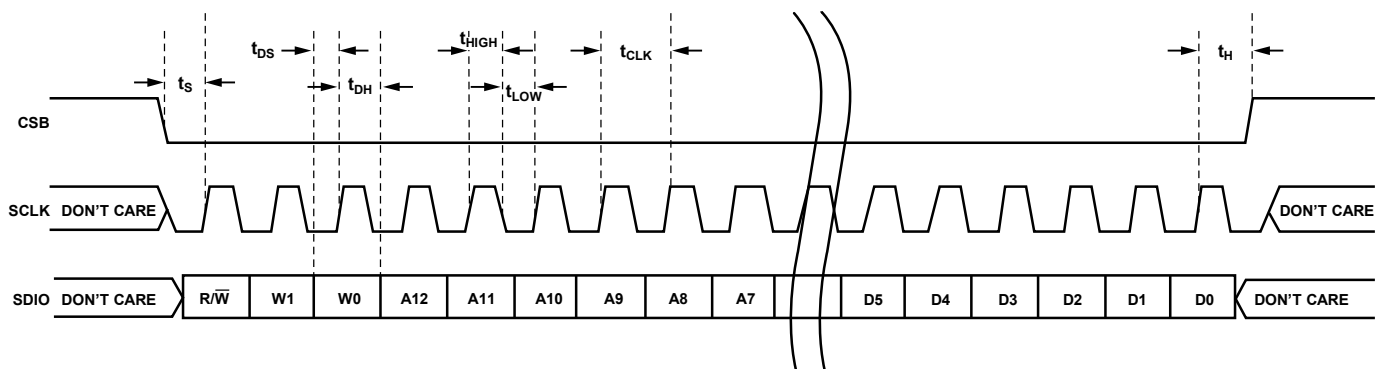 tDS
tHIGH
tCLK
tH
tS
tDH
tLOW
CSB
SCLK DON'T CARE DON'T CARE
SDIO DON'T CARE R/W̅ W1 W0 A12 A11 A10 A9 A8 A7 D5 D4 D3 D2 D1 D0 DON'T CARE